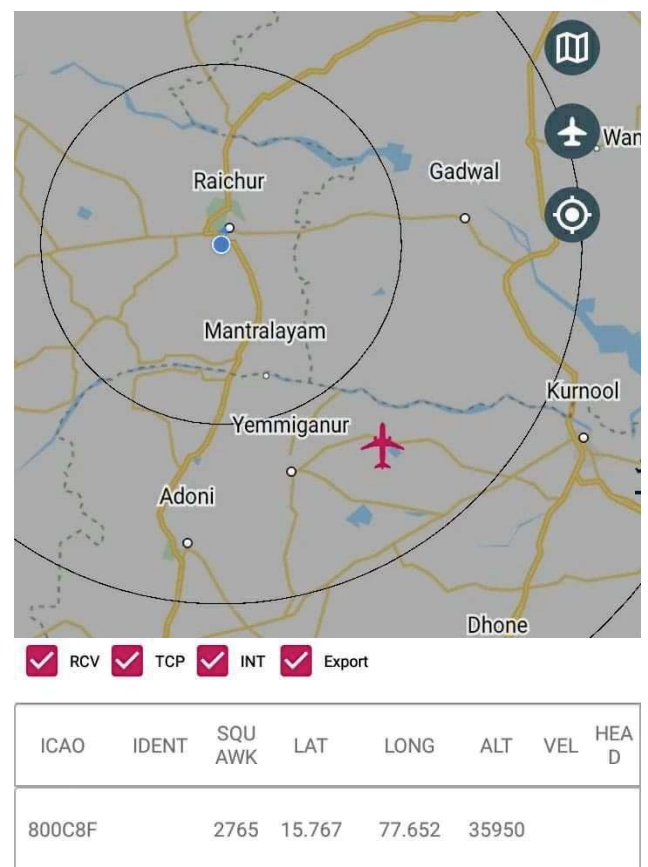 Wan
Gadwal
Raichur
Mantralayam
Kurnool
Yemmiganur
Adoni
Dhone
RCV TCP INT Export
ICAO IDENT SQU AWK LAT LONG ALT VEL HEA D
800C8F 2765 15.767 77.652 35950